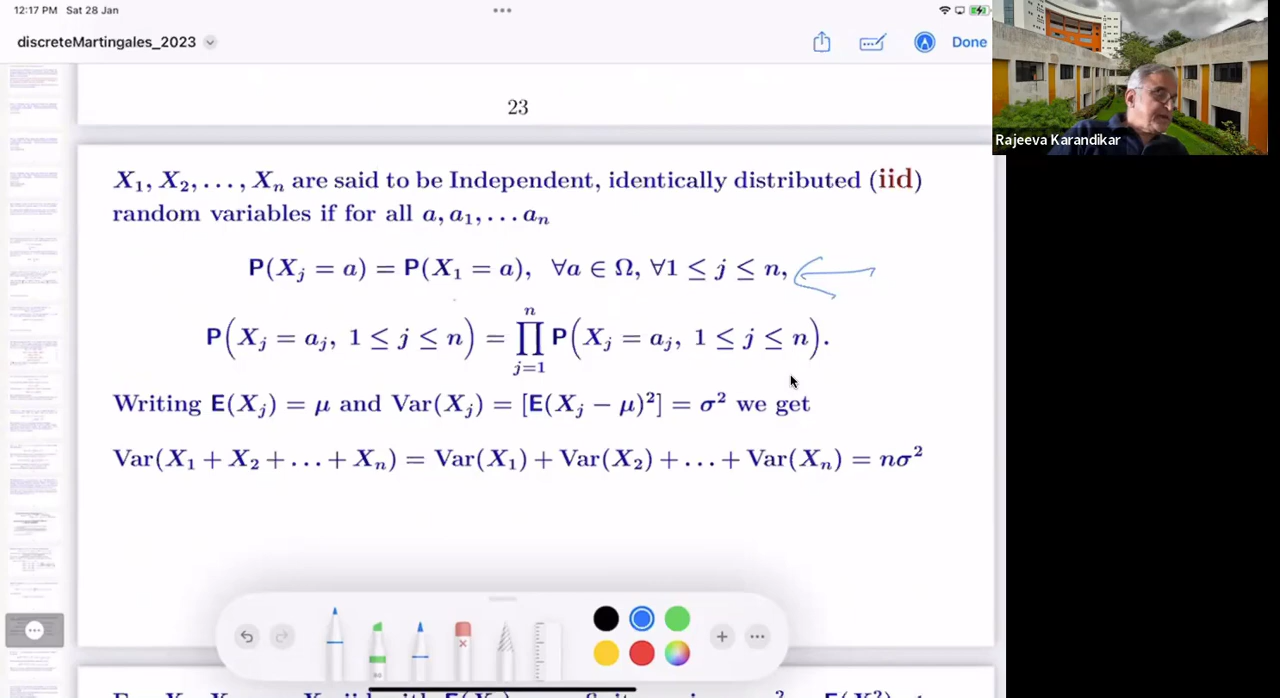 12:17 PM Sat 28 Jan
discreteMartingales_2023
Done
Rajeeva Karandikar
23
X₁, X₂, . . . , Xₙ are said to be Independent, identically distributed (iid)
random variables if for all a, a₁, . . . aₙ
P(Xⱼ = a) = P(X₁ = a), ∀a ∈ Ω, ∀1 ≤ j ≤ n,
P(Xⱼ = aⱼ, 1 ≤ j ≤ n) = ∏ⱼ₌₁ⁿ P(Xⱼ = aⱼ, 1 ≤ j ≤ n).
Writing E(Xⱼ) = μ and Var(Xⱼ) = [E(Xⱼ − μ)²] = σ² we get
Var(X₁ + X₂ + . . . + Xₙ) = Var(X₁) + Var(X₂) + . . . + Var(Xₙ) = nσ²